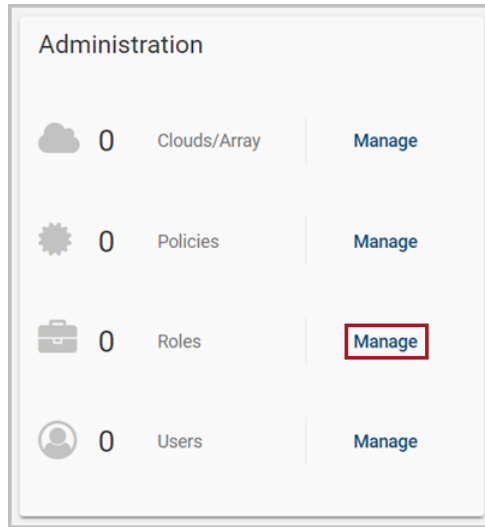 Administration
0 Clouds/Array Manage
0 Policies Manage
0 Roles Manage
0 Users Manage